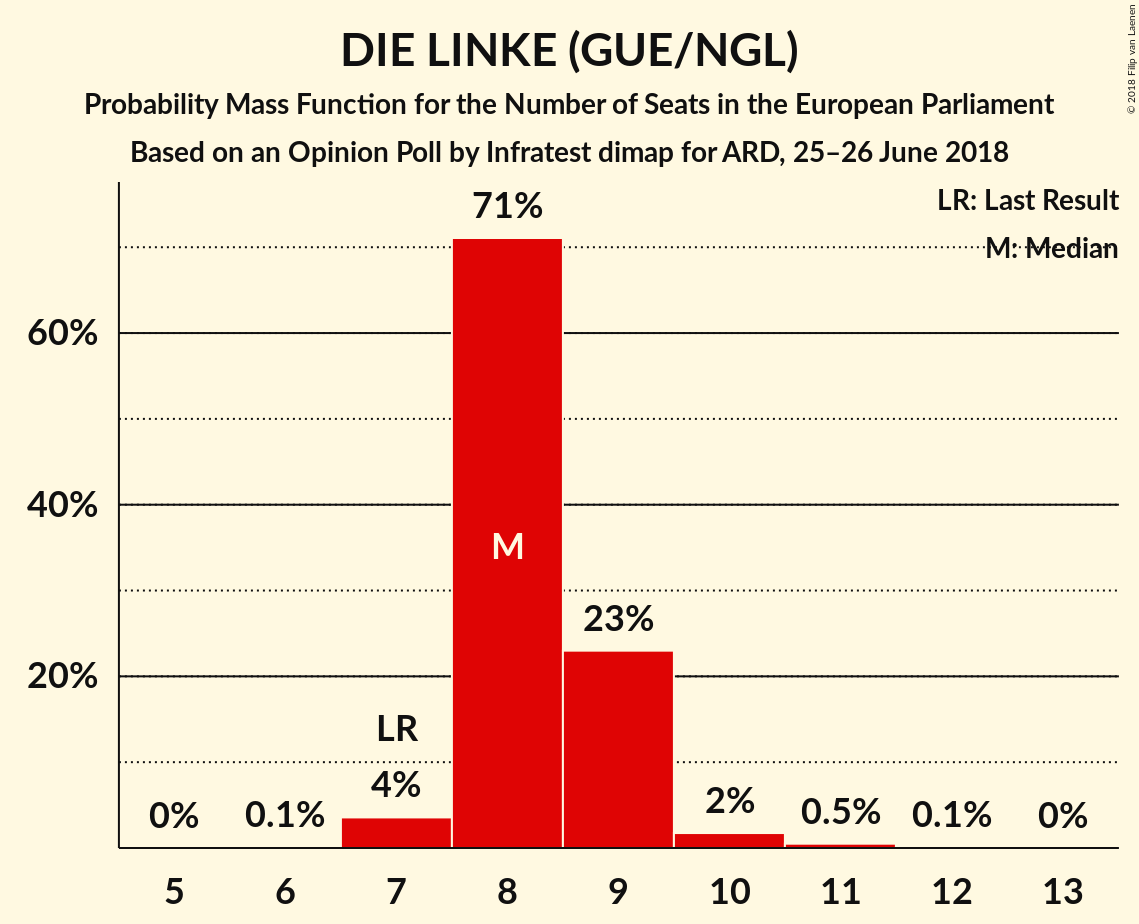 DIE LINKE (GUE/NGL)
Probability Mass Function for the Number of Seats in the European Parliament
Based on an Opinion Poll by Infratest dimap for ARD, 25–26 June 2018
© 2018 Filip van Laenen
LR: Last Result
M: Median
71%
60%
40%
M
23%
20%
LR
4%
0%
0.1%
2%
0.5%
0.1%
0%
5 6 7 8 9 10 11 12 13